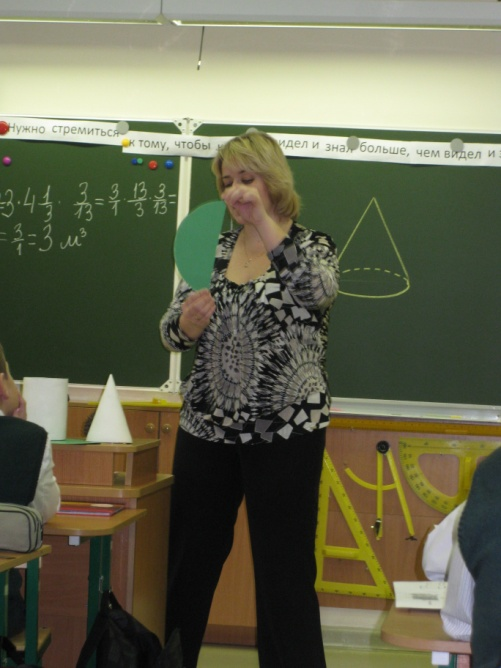 Нужно стремиться к тому, чтобы видел и знал больше, чем видел и з
3·4 1/3 · 3/13 = 3/1 · 13/3 · 3/13 =
= 3/1 = 3 м³